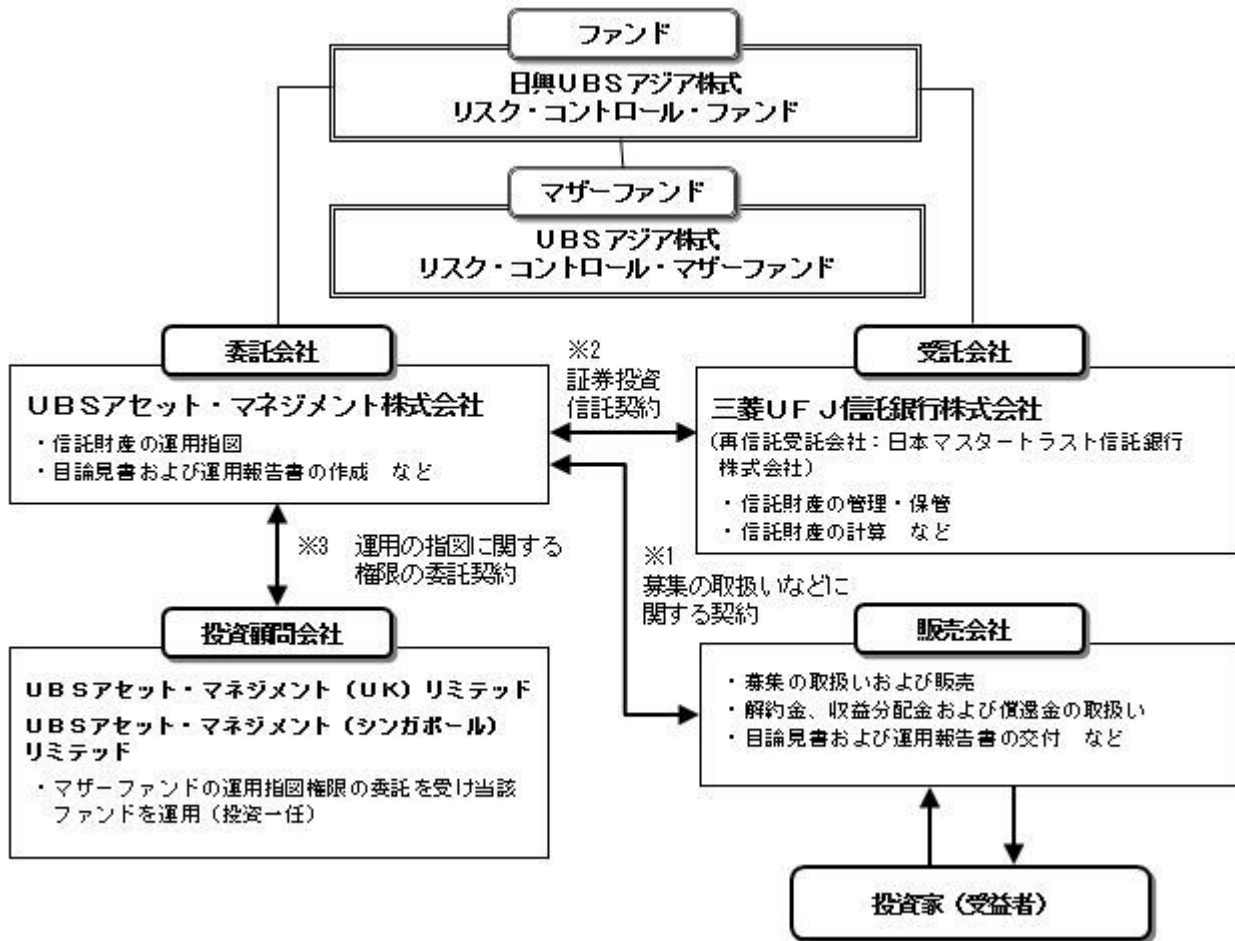 ファンド
日興UBSアジア株式
リスク・コントロール・ファンド
マザーファンド
UBSアジア株式
リスク・コントロール・マザーファンド
委託会社
UBSアセット・マネジメント株式会社
・信託財産の運用指図
・目論見書および運用報告書の作成 など
※2
証券投資
信託契約
受託会社
三菱UFJ信託銀行株式会社
(再信託受託会社:日本マスタートラスト信託銀行
株式会社)
・信託財産の管理・保管
・信託財産の計算 など
※3 運用の指図に関する
権限の委託契約
※1
募集の取扱いなどに
関する契約
投資顧問会社
UBSアセット・マネジメント(UK)リミテッド
UBSアセット・マネジメント(シンガポール)
リミテッド
・マザーファンドの運用指図権限の委託を受け当該
ファンドを運用(投資一任)
販売会社
・募集の取扱いおよび販売
・解約金、収益分配金および償還金の取扱い
・目論見書および運用報告書の交付 など
投資家(受益者)